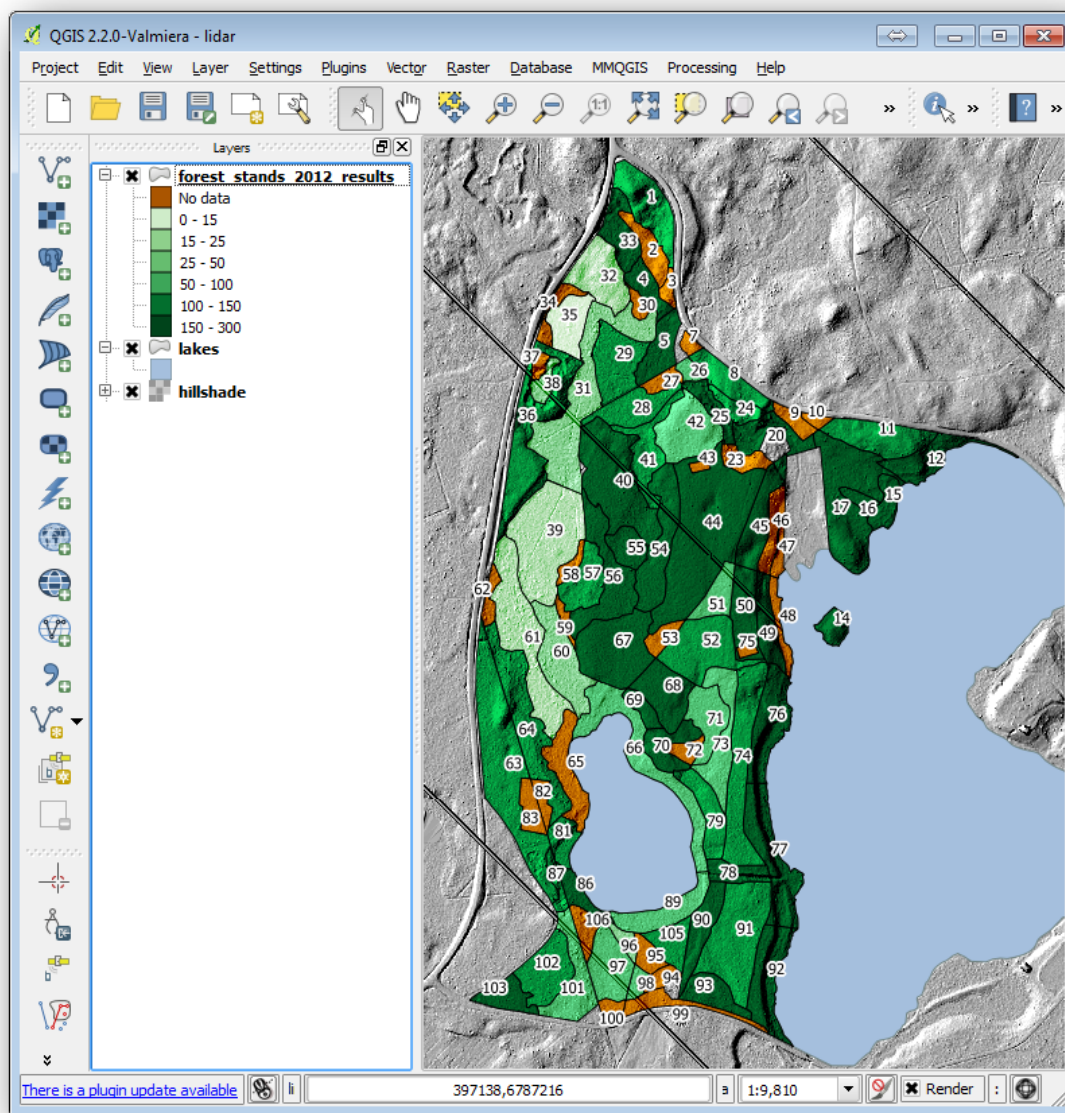 QGIS 2.2.0-Valmiera - lidar
Project Edit View Layer Settings Plugins Vector Raster Database MMQGIS Processing Help
1:1 » » ? »
Layers
forest_stands_2012_results
No data
0 - 15
15 - 25
25 - 50
50 - 100
100 - 150
150 - 300
lakes
hillshade
1
33 2
32 4 3
34 30
35
5 7
29
37 26 8
38 27
31
36 28 24 9 10
42 25
20 11
41 43 23 12
40
15
17 16
44 45 46
39
47
55 54
58 57 56
62
51 50 48
14
59
61 67 53 52 75 49
60
68
69
71 76
64
66 70 72 73 74
63 65
82
83 79
81
77
87 86 78
89
106 90
105 91
96
102 97 95
94 92
103 101 98 93
100 99
b
b
»
There is a plugin update available li 397138,6787216 a 1:9,810 Render :